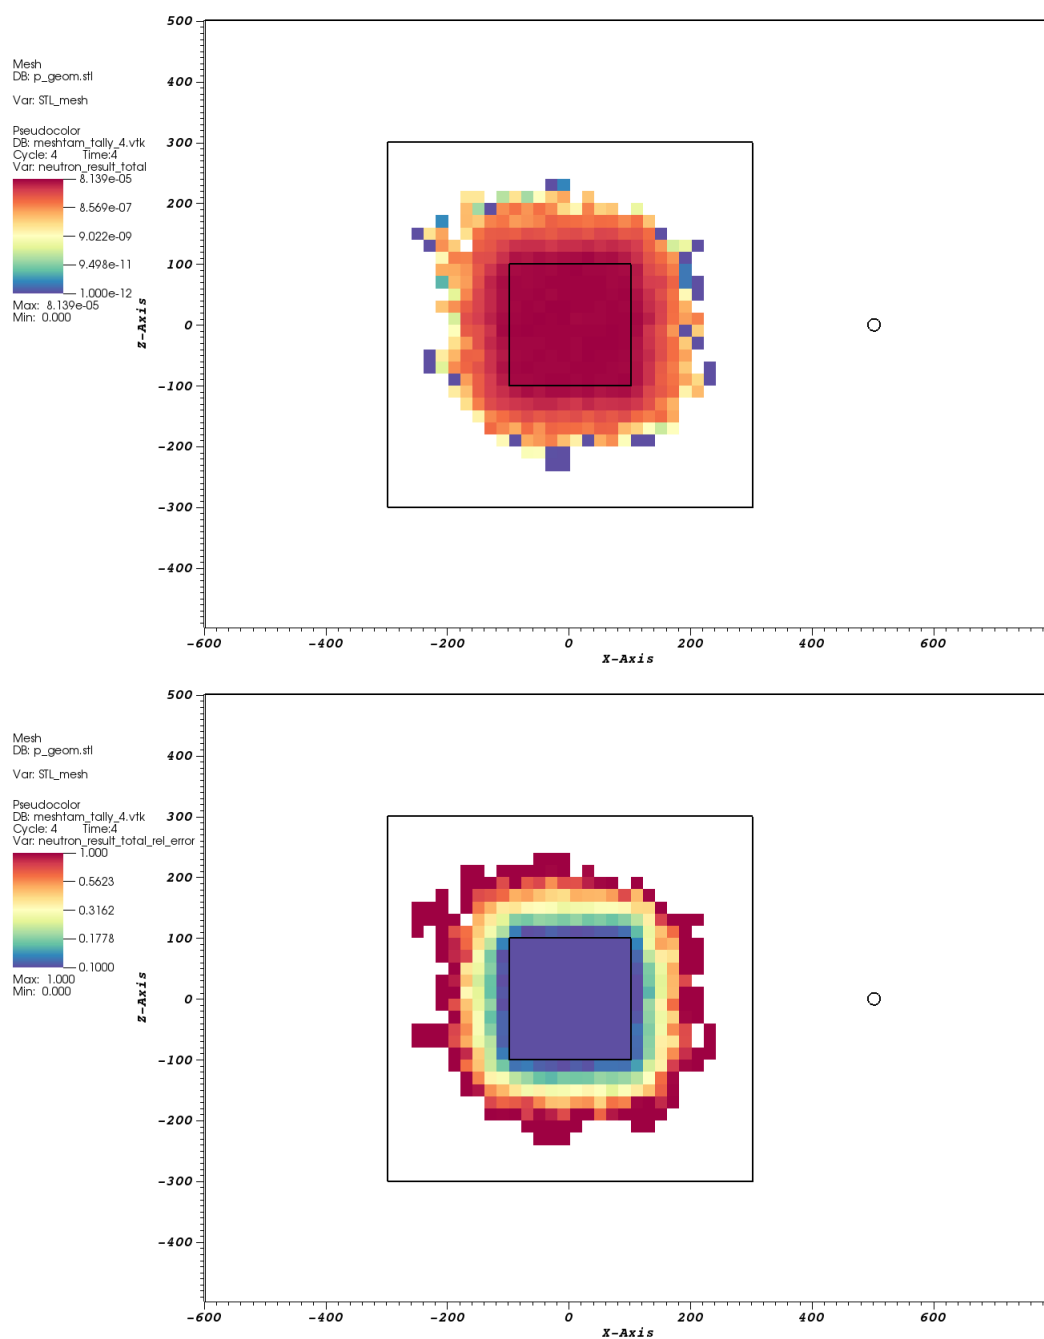 Mesh
DB: p_geom.stl
Var: STL_mesh
Pseudocolor
DB: meshtam_tally_4.vtk
Cycle: 4 Time:4
Var: neutron_result_total
8.139e-05
8.569e-07
9.022e-09
9.498e-11
1.000e-12
Max: 8.139e-05
Min: 0.000
500
400
300
200
100
0
-100
-200
-300
-400
Z-Axis
-600
-400
-200
0
200
400
600
X-Axis
Mesh
DB: p_geom.stl
Var: STL_mesh
Pseudocolor
DB: meshtam_tally_4.vtk
Cycle: 4 Time:4
Var: neutron_result_total_rel_error
1.000
0.5623
0.3162
0.1778
0.1000
Max: 1.000
Min: 0.000
500
400
300
200
100
0
-100
-200
-300
-400
Z-Axis
-600
-400
-200
0
200
400
600
X-Axis